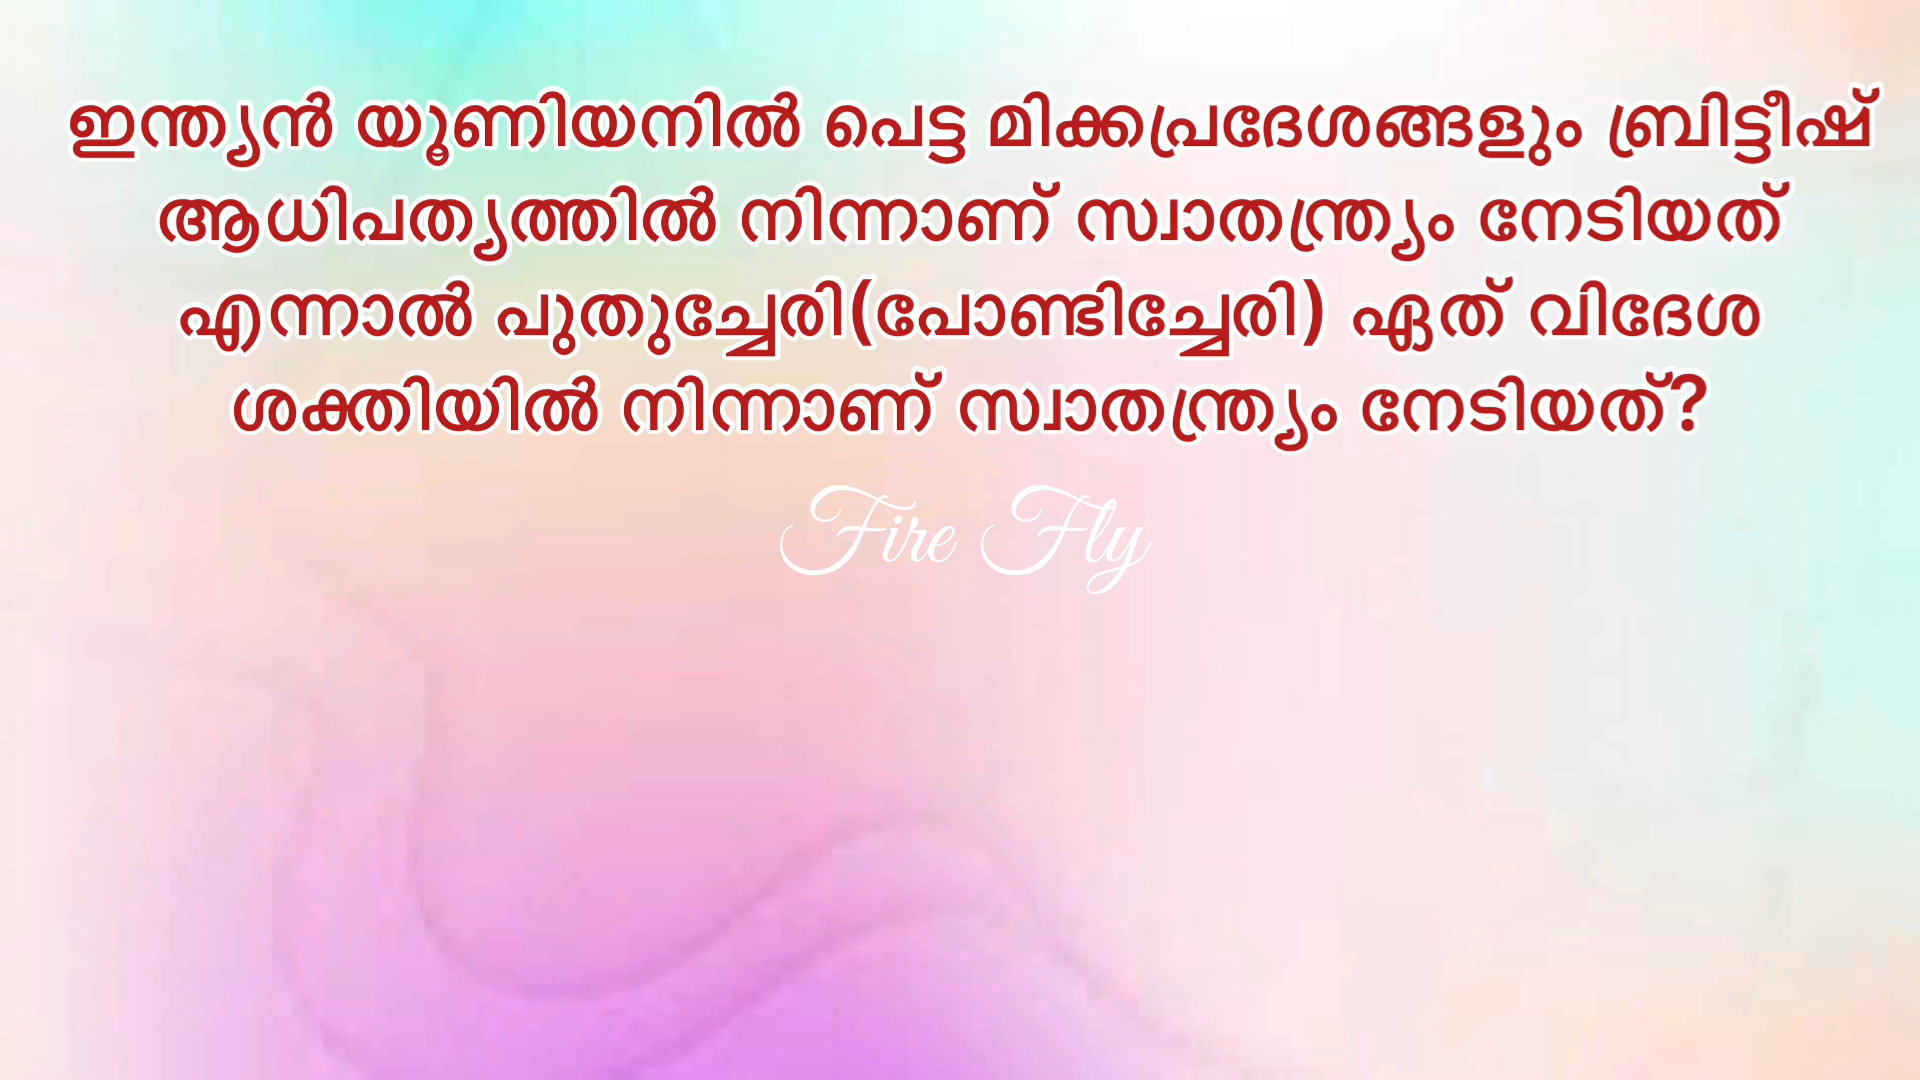 ഇന്ത്യൻ യൂണിയനിൽ പെട്ട മിക്കപ്രദേശങ്ങളും ബ്രിട്ടീഷ്
ആധിപത്യത്തിൽ നിന്നാണ് സ്വാതന്ത്ര്യം നേടിയത്
എന്നാൽ പുതുച്ചേരി(പോണ്ടിച്ചേരി) ഏത് വിദേശ
ശക്തിയിൽ നിന്നാണ് സ്വാതന്ത്ര്യം നേടിയത്?
Fire Fly